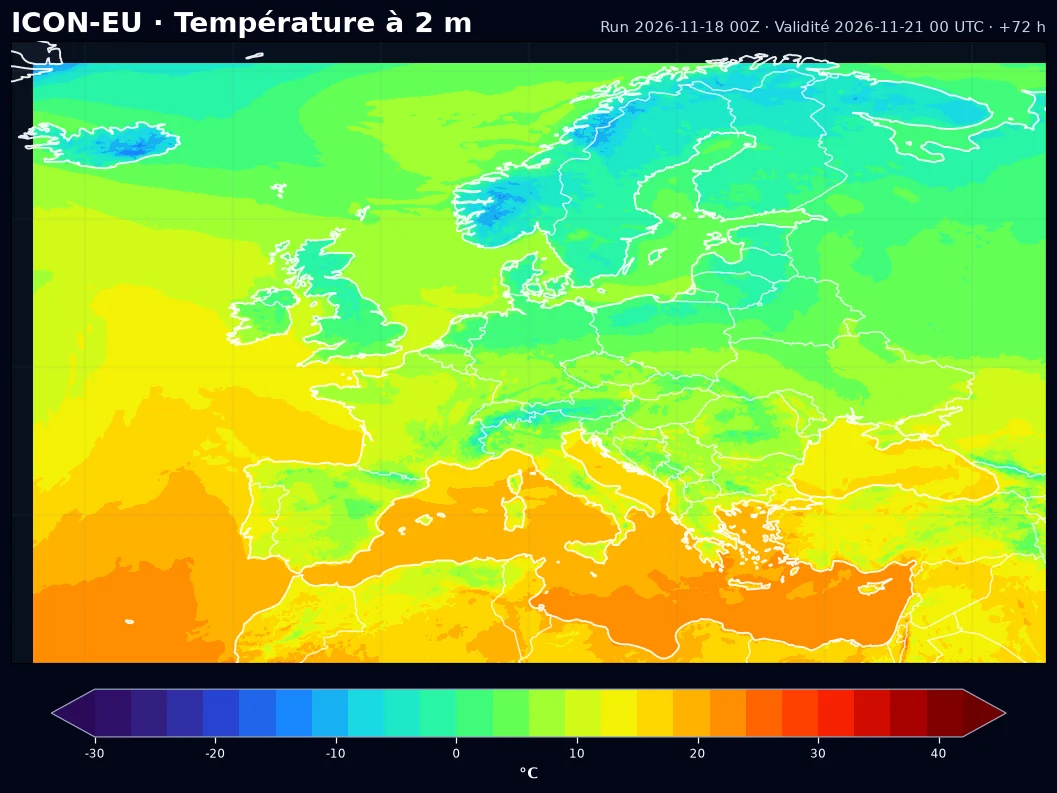 ICON-EU · Température à 2 m
Run 2026-11-18 00Z · Validité 2026-11-21 00 UTC · +72 h
-30 -20 -10 0 10 20 30 40
°C